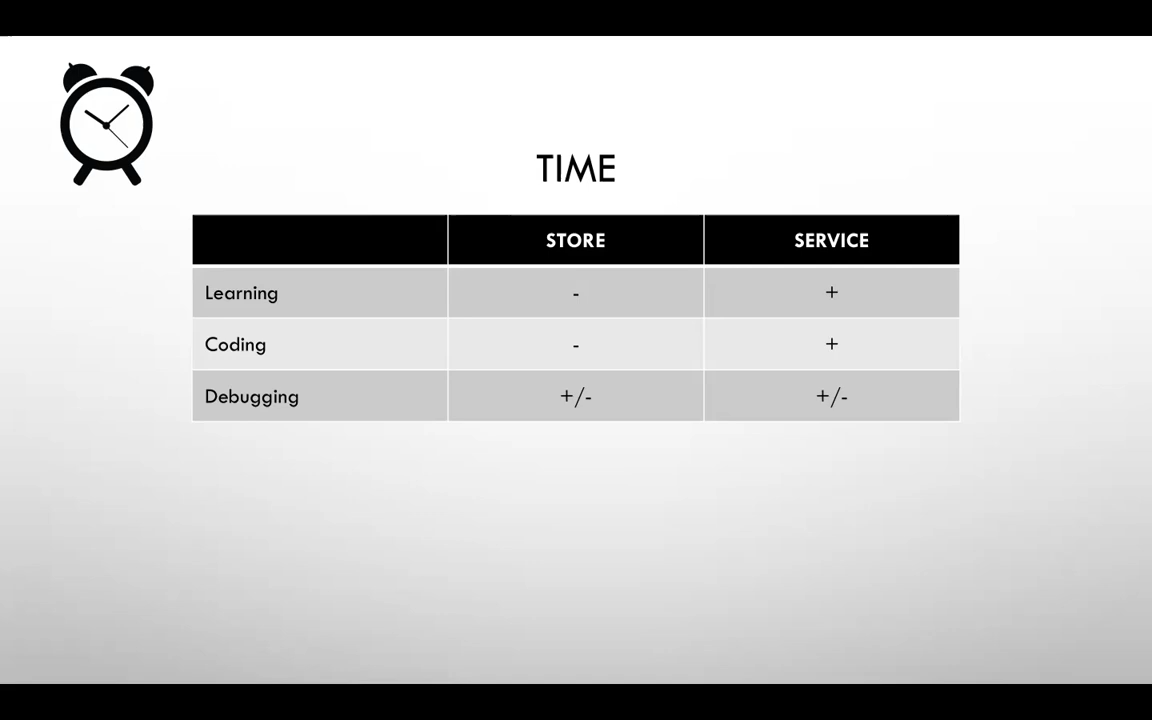 TIME
STORE SERVICE
Learning - +
Coding - +
Debugging +/- +/-